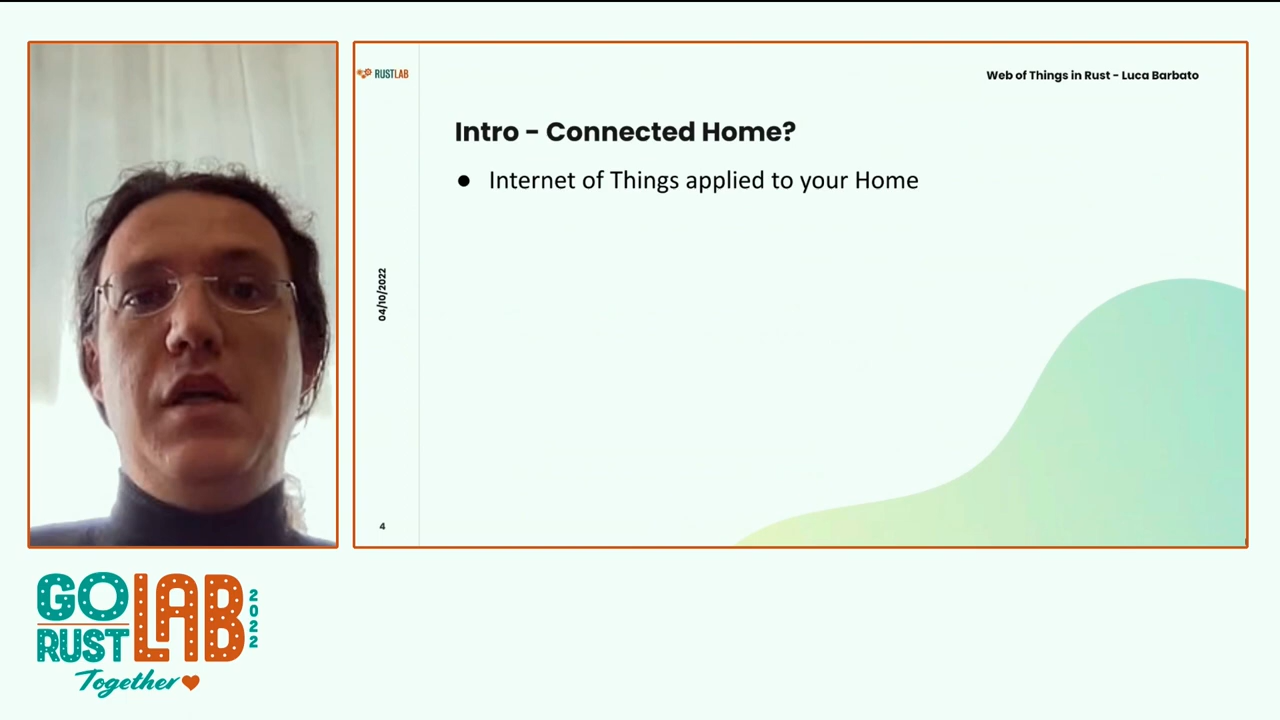 RUSTLAB
Web of Things in Rust - Luca Barbato
Intro - Connected Home?
● Internet of Things applied to your Home
04/10/2022
4
GO LAB 2022
RUST
Together